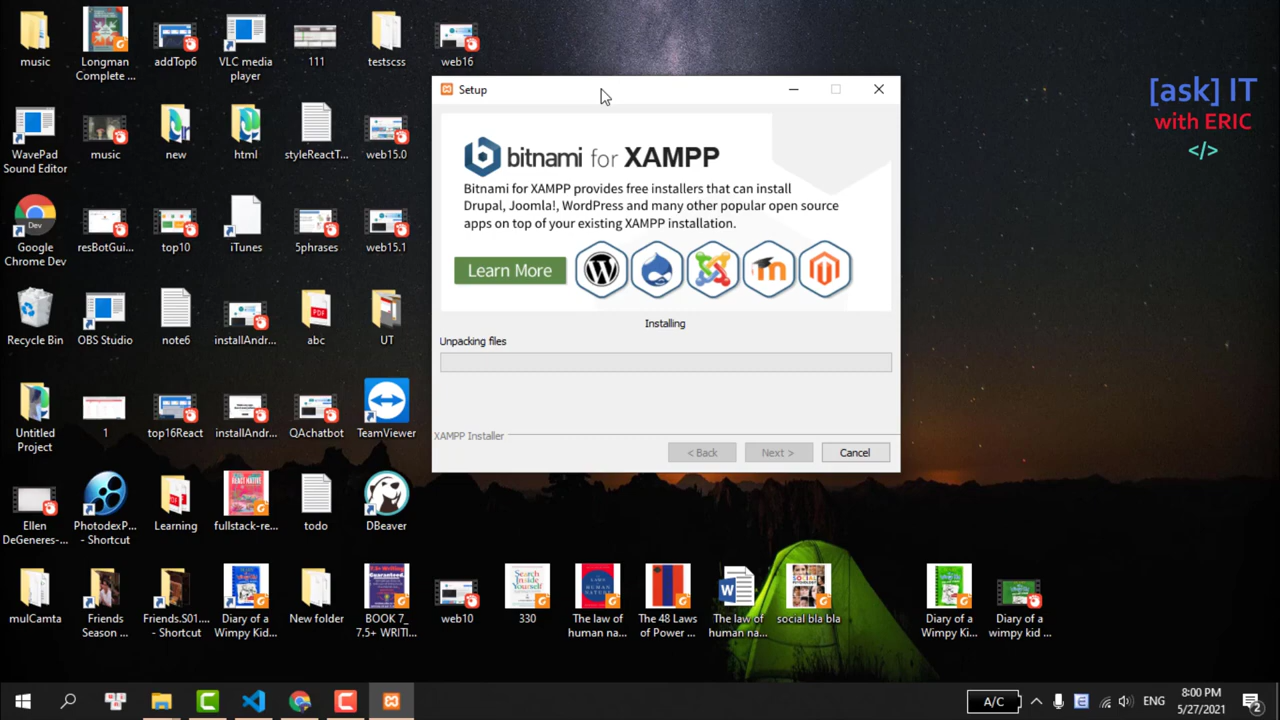 music
Longman
Complete ...
addTop6
VLC media
player
111
testscss
web16
[ask] IT
with ERIC
</>
WavePad
Sound Editor
music
new
html
styleReactT...
web15.0
Google
Chrome Dev
resBotGui...
top10
iTunes
5phrases
web15.1
Recycle Bin
OBS Studio
note6
installAndr...
abc
UT
Untitled
Project
1
top16React
installAndr...
QAchatbot
TeamViewer
Ellen
DeGeneres-...
PhotodexP...
- Shortcut
Learning
fullstack-re...
todo
DBeaver
mulCamta
Friends
Season ...
Friends.S01....
- Shortcut
Diary of a
Wimpy Kid...
New folder
BOOK 7_
7.5+ WRITI...
web10
330
The law of
human na...
The 48 Laws
of Power ...
The law of
human na...
social bla bla
Diary of a
Wimpy Ki...
Diary of a
wimpy kid ...
Setup
bitnami for XAMPP
Bitnami for XAMPP provides free installers that can install
Drupal, Joomla!, WordPress and many other popular open source
apps on top of your existing XAMPP installation.
Learn More
Installing
Unpacking files
XAMPP Installer
< Back
Next >
Cancel
A/C
ENG
8:00 PM
5/27/2021
2